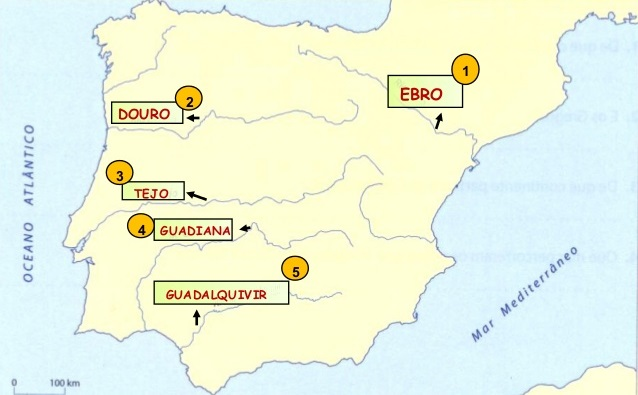 1
EBRO
2
DOURO
3
TEJO
4
GUADIANA
5
GUADALQUIVIR
OCEANO ATLÂNTICO
Mar Mediterrâneo
0 100 km